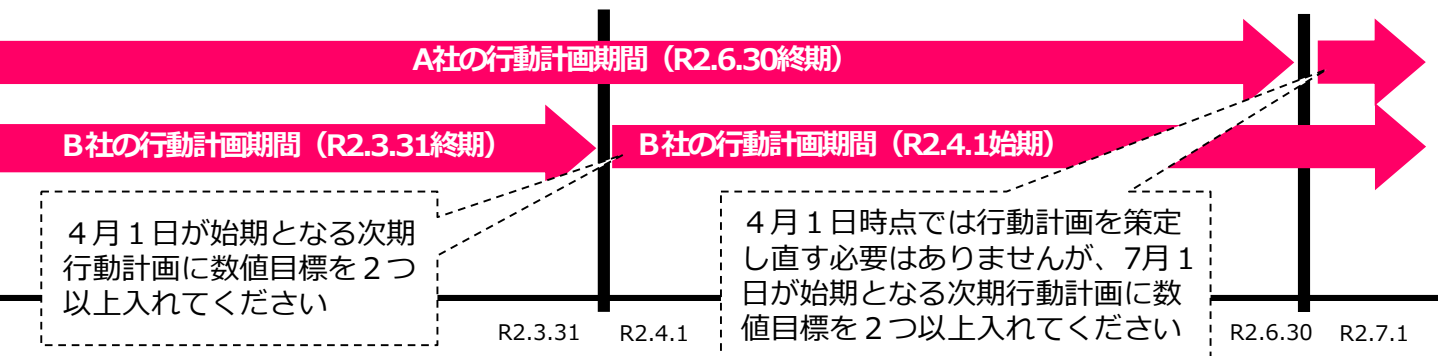 A社の行動計画期間（R2.6.30終期）
Ｂ社の行動計画期間（R2.3.31終期）
Ｂ社の行動計画期間（R2.4.1始期）
４月１日が始期となる次期
行動計画に数値目標を２つ
以上入れてください
４月１日時点では行動計画を策定
し直す必要はありませんが、7月１
日が始期となる次期行動計画に数
値目標を２つ以上入れてください
R2.3.31
R2.4.1
R2.6.30
R2.7.1